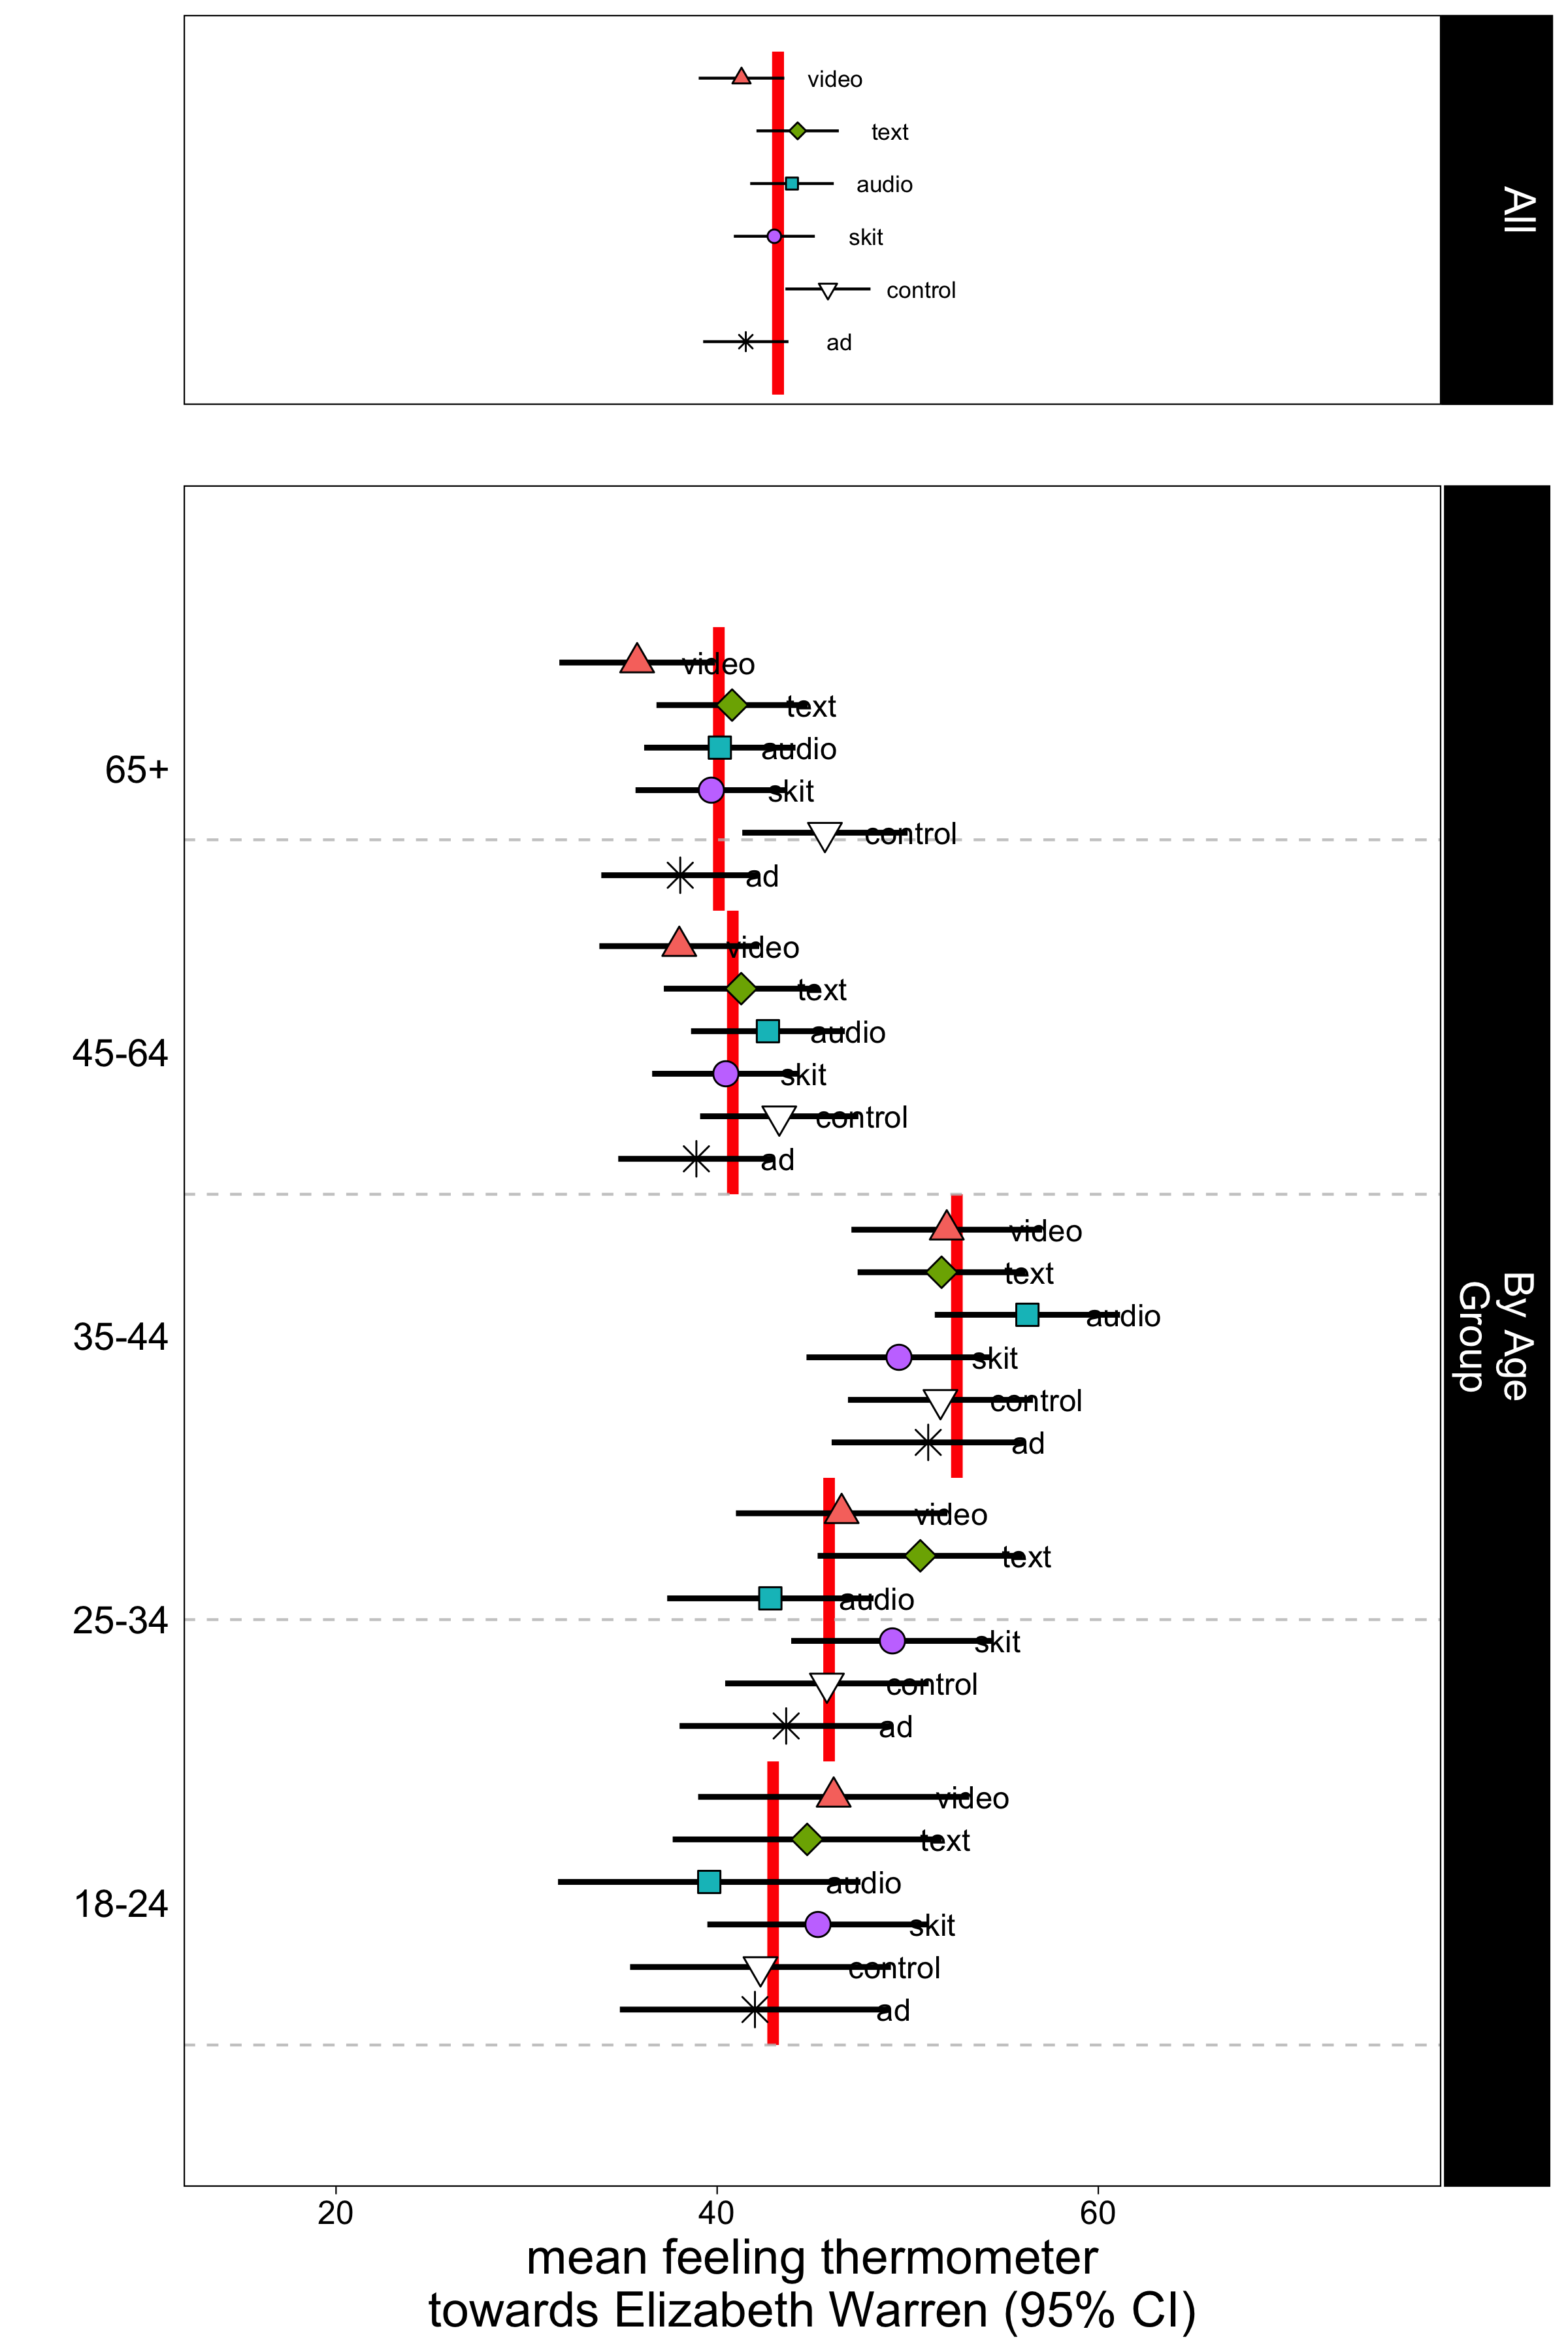 video
text
audio
skit
control
ad
All
video
text
audio
skit
control
ad
65+
video
text
audio
skit
control
ad
45-64
video
text
audio
skit
control
ad
35-44
video
text
audio
skit
control
ad
25-34
video
text
audio
skit
control
ad
18-24
By Age
Group
20 40 60
mean feeling thermometer
towards Elizabeth Warren (95% CI)